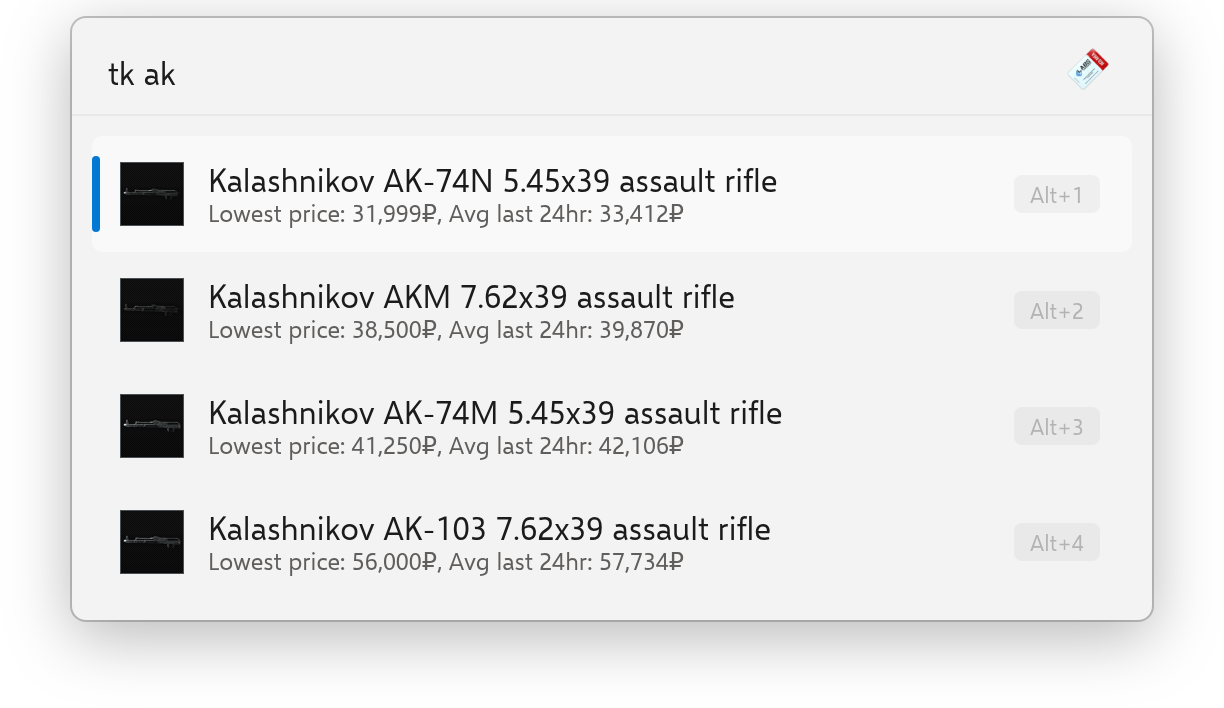 tk ak
Kalashnikov AK-74N 5.45x39 assault rifle
Lowest price: 31,999₽, Avg last 24hr: 33,412₽
Alt+1
Kalashnikov AKM 7.62x39 assault rifle
Lowest price: 38,500₽, Avg last 24hr: 39,870₽
Alt+2
Kalashnikov AK-74M 5.45x39 assault rifle
Lowest price: 41,250₽, Avg last 24hr: 42,106₽
Alt+3
Kalashnikov AK-103 7.62x39 assault rifle
Lowest price: 56,000₽, Avg last 24hr: 57,734₽
Alt+4